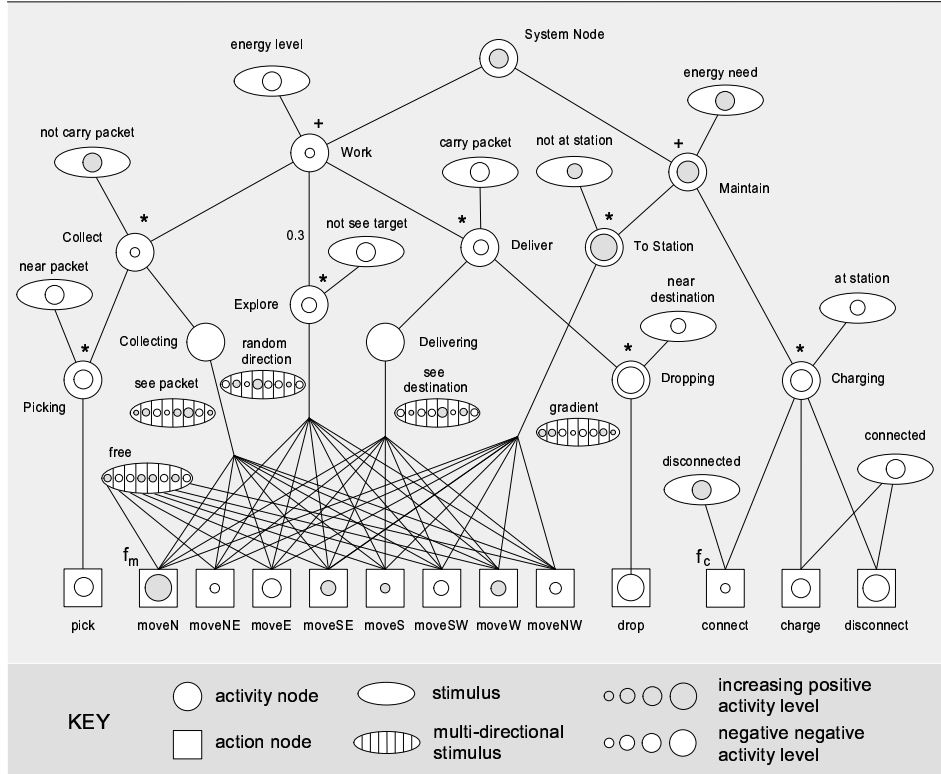 System Node
energy level
energy need
+
not carry packet
Work
carry packet
not at station
+
Maintain
*
*
*
Collect
0.3
not see target
Deliver
To Station
near packet
*
Explore
near
destination
at station
*
Collecting
random
direction
Delivering
*
*
Picking
see packet
see
destination
Dropping
Charging
gradient
free
disconnected
connected
fm
fc
pick
moveN
moveNE
moveE
moveSE
moveS
moveSW
moveW
moveNW
drop
connect
charge
disconnect
KEY
activity node
stimulus
increasing positive
activity level
action node
multi-directional
stimulus
negative negative
activity level